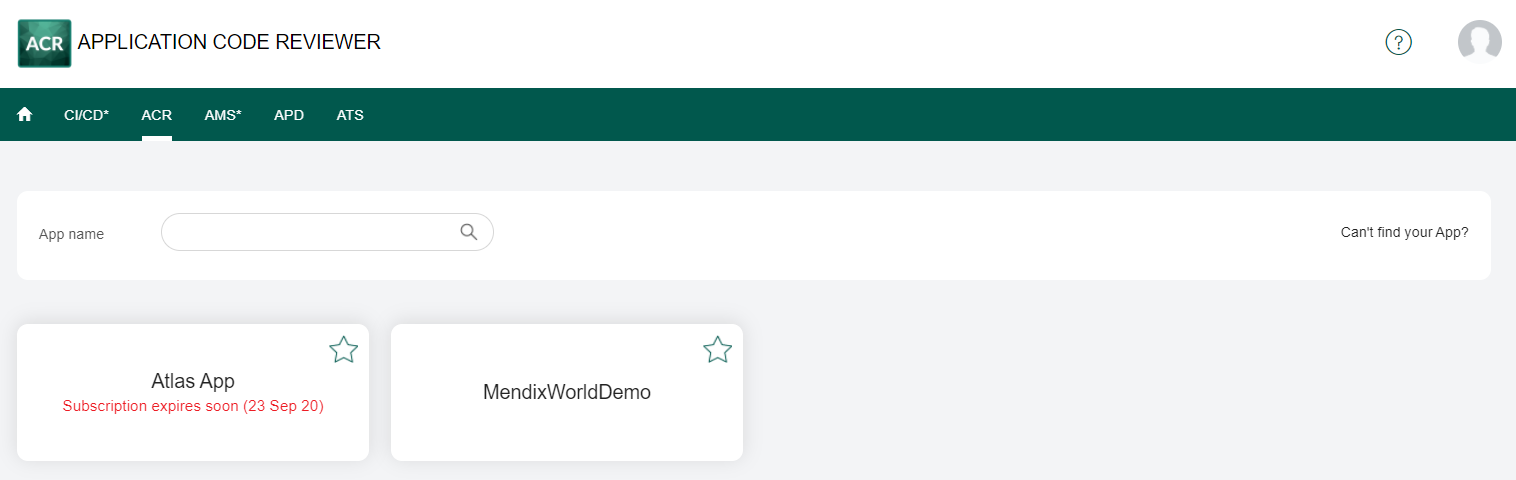 ACR APPLICATION CODE REVIEWER
?
CI/CD* ACR AMS* APD ATS
App name
Can't find your App?
Atlas App
Subscription expires soon (23 Sep 20)
MendixWorldDemo